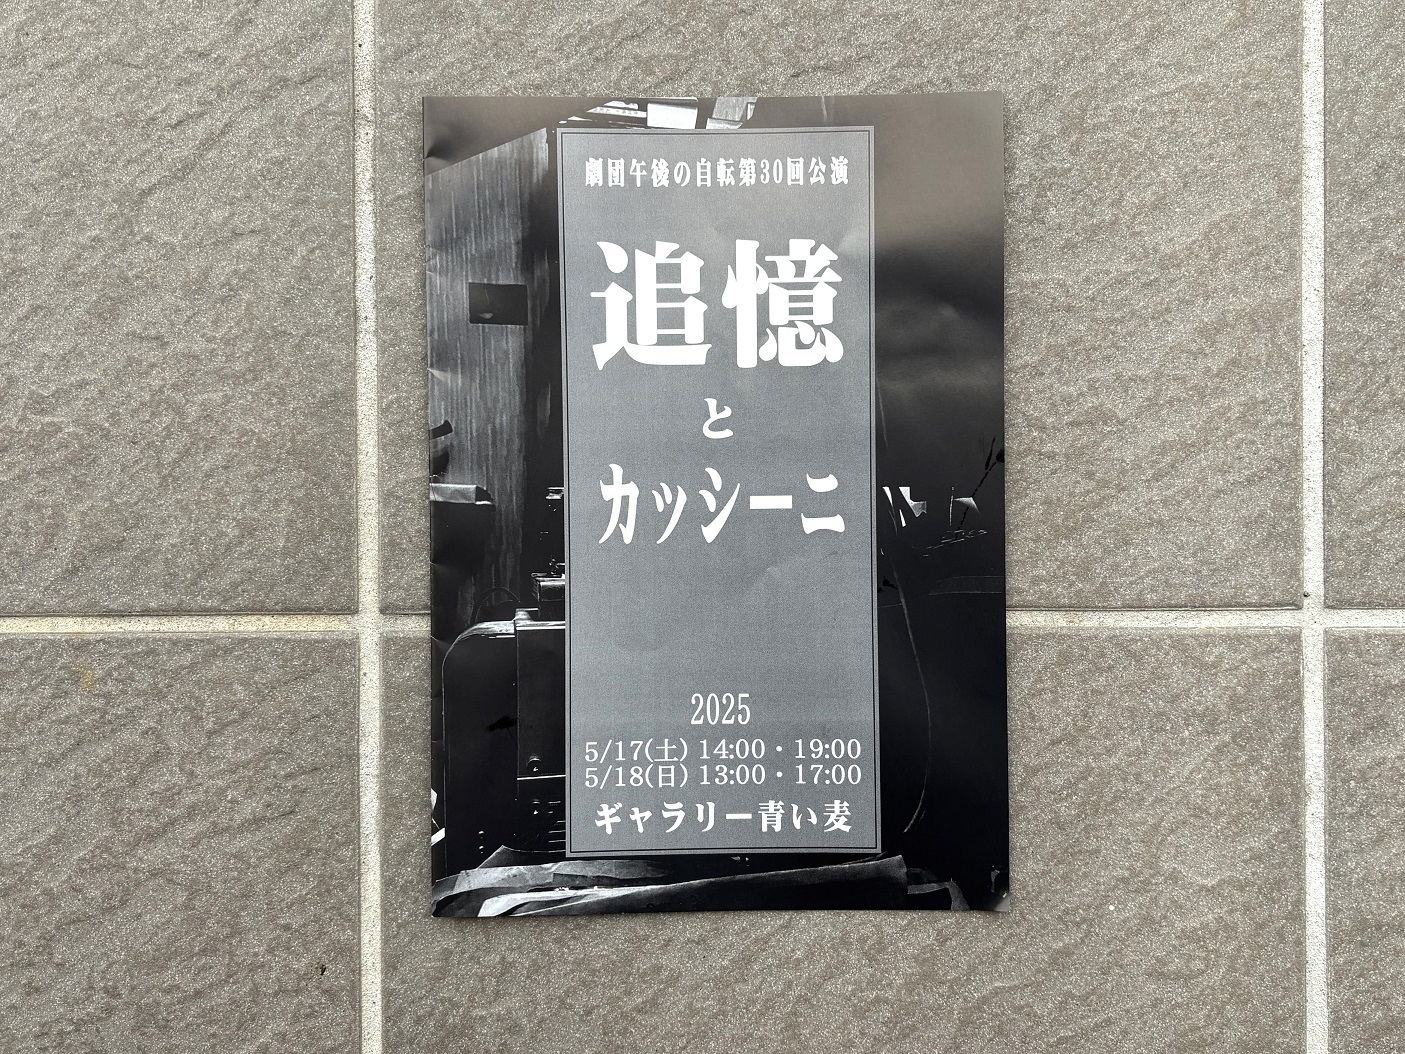 劇団午後の自転第30回公演
追憶
と
カッシーニ
2025
5/17(土) 14:00・19:00
5/18(日) 13:00・17:00
ギャラリー青い麦